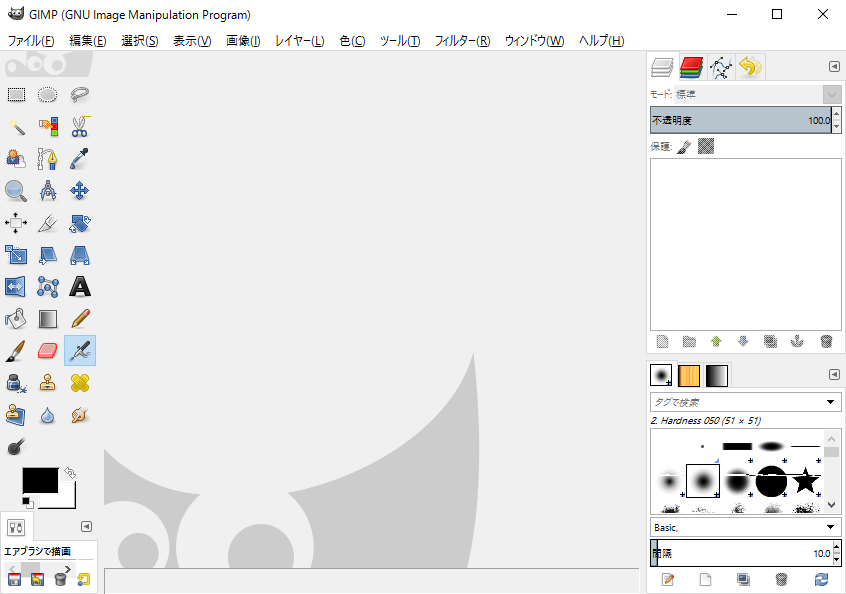 GIMP (GNU Image Manipulation Program)
ファイル(F) 編集(E) 選択(S) 表示(V) 画像(I) レイヤー(L) 色(C) ツール(T) フィルター(R) ウィンドウ(W) ヘルプ(H)
モード: 標準
不透明度 100.0
保護:
タグで検索
2. Hardness 050 (51 × 51)
Basic,
間隔 10.0
エアブラシで描画